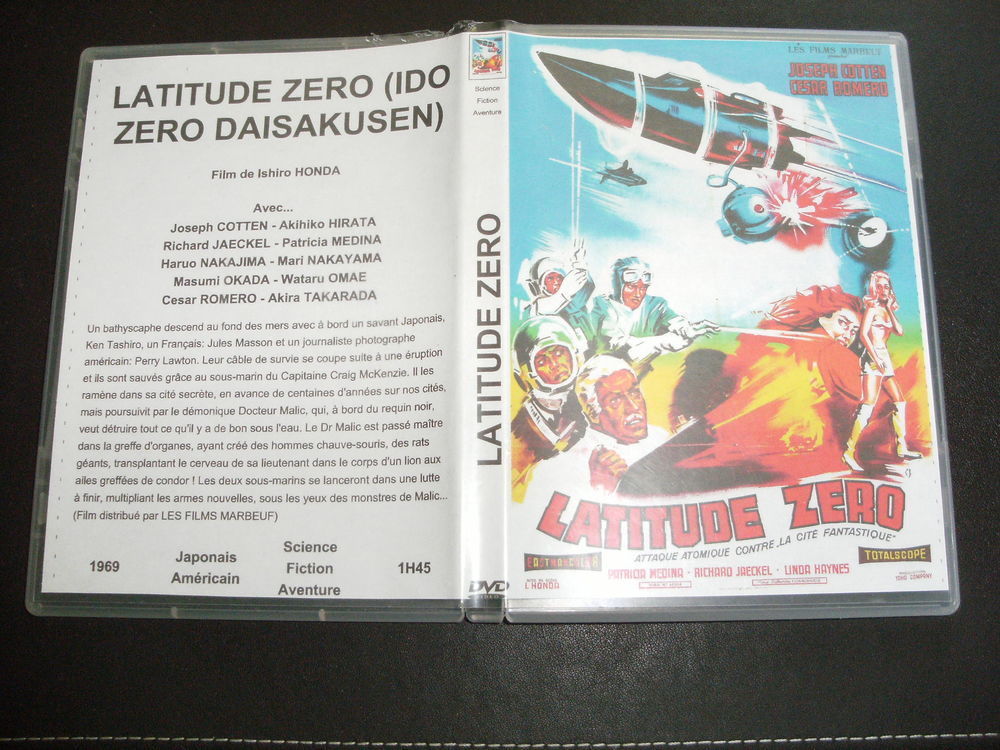 LATITUDE ZERO (IDO
ZERO DAISAKUSEN)
Film de Ishiro HONDA
Avec...
Joseph COTTEN - Akihiko HIRATA
Richard JAECKEL - Patricia MEDINA
Haruo NAKAJIMA - Mari NAKAYAMA
Masumi OKADA - Wataru OMAE
Cesar ROMERO - Akira TAKARADA
Un bathyscaphe descend au fond des mers avec à bord un savant Japonais,
Ken Tashiro, un Français: Jules Masson et un journaliste photographe
américain: Perry Lawton. Leur câble de survie se coupe suite à une éruption
et ils sont sauvés grâce au sous-marin du Capitaine Craig McKenzie. Il les
ramène dans sa cité secrète, en avance de centaines d'années sur nos cités,
mais poursuivit par le démonique Docteur Malic, qui, à bord du requin noir,
veut détruire tout ce qu'il y a de bon sous l'eau. Le Dr Malic est passé maître
dans la greffe d'organes, ayant créé des hommes chauve-souris, des rats
géants, transplantant le cerveau de sa lieutenant dans le corps d'un lion aux
ailes greffées de condor ! Les deux sous-marins se lanceront dans une lutte
à finir, multipliant les armes nouvelles, sous les yeux des monstres de Malic...
(Film distribué par LES FILMS MARBEUF)
1969
Japonais
Américain
Science
Fiction
Aventure
1H45
Science
Fiction
Aventure
LATITUDE ZERO
DVD
VIDEO
LES FILMS MARBEUF
JOSEPH COTTEN
CESAR ROMERO
LATITUDE ZERO
ATTAQUE ATOMIQUE CONTRE "LA CITÉ FANTASTIQUE"
EASTMANCOLOR
TOTALSCOPE
PATRICIA MEDINA · RICHARD JAECKEL · LINDA HAYNES
L'HONDA
TOHO COMPANY